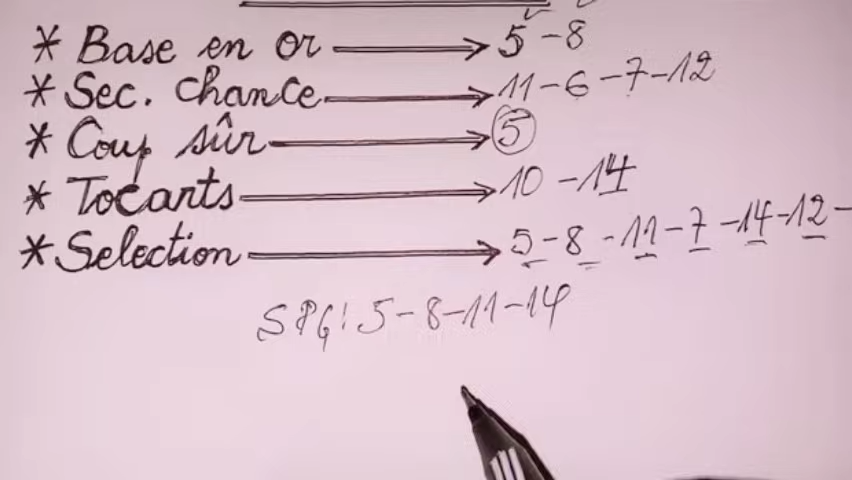 * Base en or → 5 - 8
* Sec. chance → 11 - 6 - 7 - 12
* Coup sûr → 5
* Tocarts → 10 - 14
* Selection → 5 - 8 - 11 - 7 - 14 - 12 -
SPG: 5 - 8 - 11 - 14